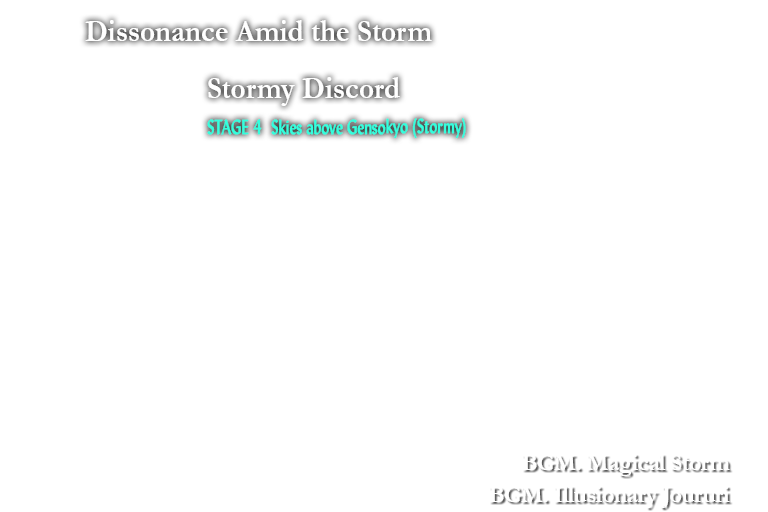 Dissonance Amid the Storm
Stormy Discord
STAGE 4 Skies above Gensokyo (Stormy)
BGM. Magical Storm
BGM. Illusionary Joururi